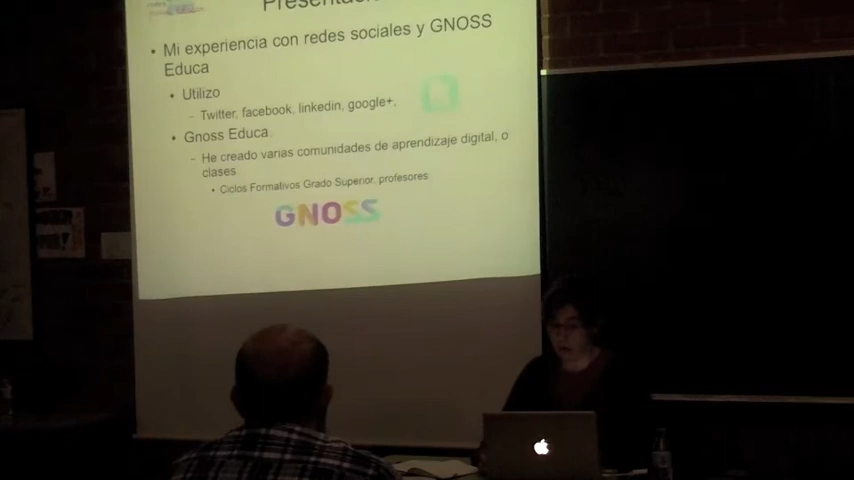 Presentació
• Mi experiencia con redes sociales y GNOSS
Educa
• Utilizo
– Twitter, facebook, linkedin, google+,
• Gnoss Educa
– He creado varias comunidades de aprendizaje digital, o
clases
• Ciclos Formativos Grado Superior, profesores
GNOSS